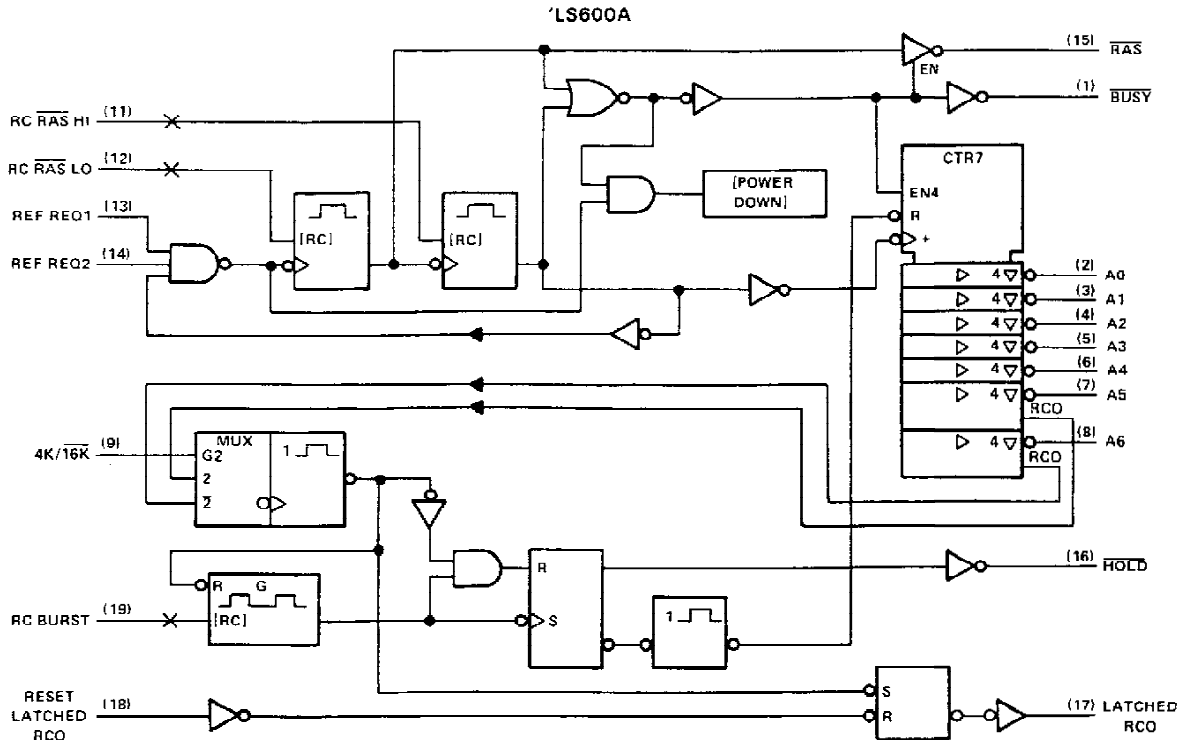 'LS600A
(15) RAS
EN
(1) BUSY
RC RAS HI (11)
RC RAS LO (12)
REF REQ1 (13)
REF REQ2 (14)
[RC]
[RC]
[POWER
DOWN]
CTR7
EN4
R
+
4 (2) A0
4 (3) A1
4 (4) A2
4 (5) A3
4 (6) A4
4 (7) A5
RCO
4 (8) A6
RCO
4K/16K (9)
MUX
G2
2
2
1
R
G
[RC]
RC BURST (19)
R
S
1
(16) HOLD
S
R
RESET
LATCHED
RCO
(18)
(17) LATCHED
RCO